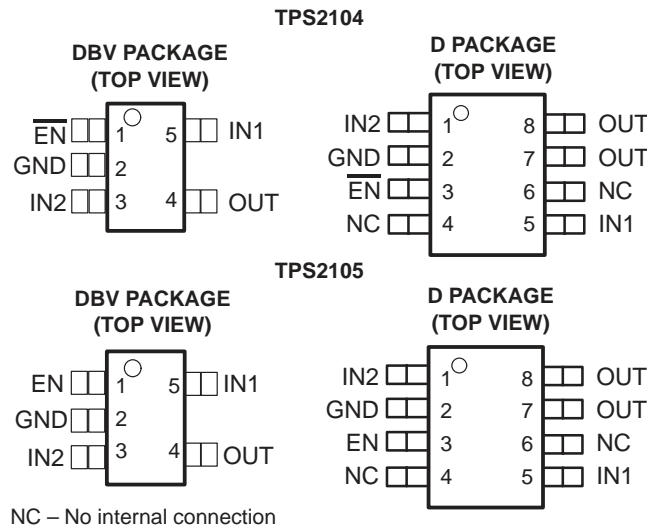 TPS2104
DBV PACKAGE
(TOP VIEW)
E̅N̅ 1 5 IN1
GND 2
IN2 3 4 OUT
D PACKAGE
(TOP VIEW)
IN2 1 8 OUT
GND 2 7 OUT
E̅N̅ 3 6 NC
NC 4 5 IN1
TPS2105
DBV PACKAGE
(TOP VIEW)
EN 1 5 IN1
GND 2
IN2 3 4 OUT
D PACKAGE
(TOP VIEW)
IN2 1 8 OUT
GND 2 7 OUT
EN 3 6 NC
NC 4 5 IN1
NC – No internal connection